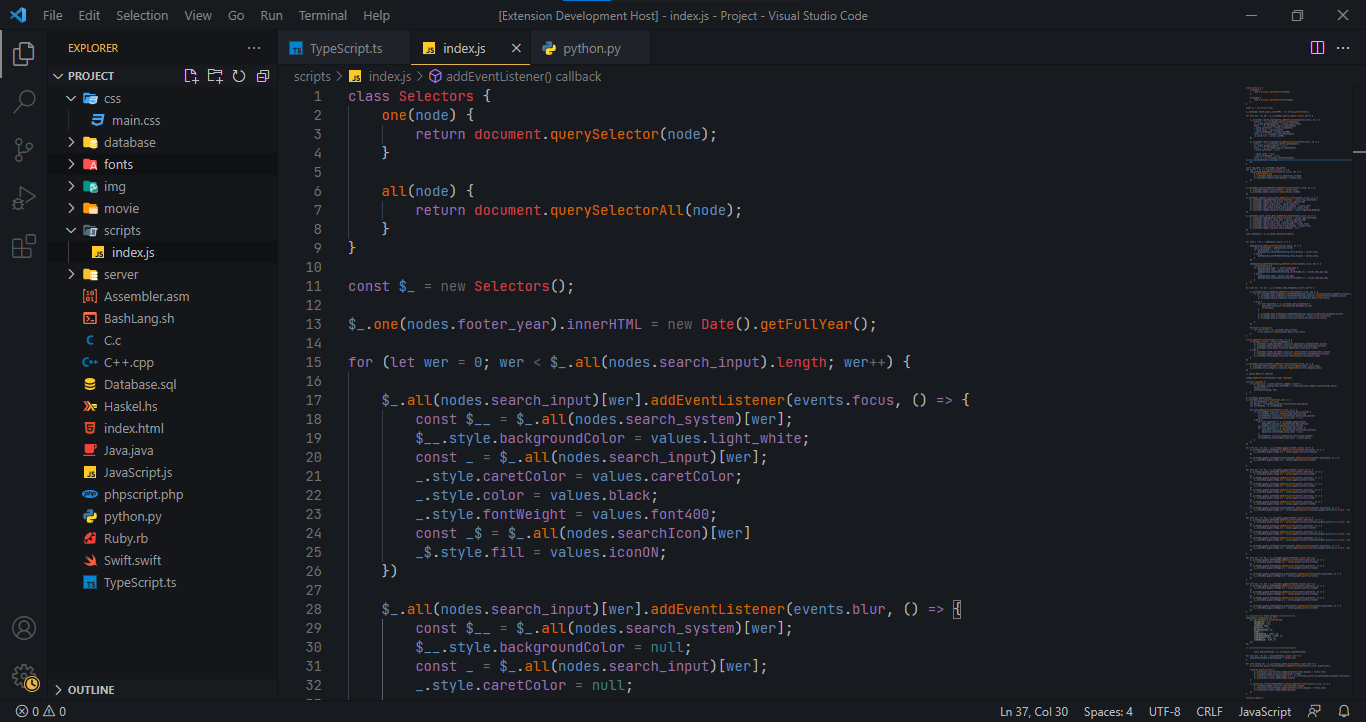 File Edit Selection View Go Run Terminal Help
[Extension Development Host] - index.js - Project - Visual Studio Code
EXPLORER
PROJECT
css
main.css
database
fonts
img
movie
scripts
index.js
server
Assembler.asm
BashLang.sh
C.c
C++.cpp
Database.sql
Haskel.hs
index.html
Java.java
JavaScript.js
phpscript.php
python.py
Ruby.rb
Swift.swift
TypeScript.ts
OUTLINE
TypeScript.ts index.js python.py
scripts > index.js > addEventListener() callback
1 class Selectors {
2     one(node) {
3         return document.querySelector(node);
4     }
5
6     all(node) {
7         return document.querySelectorAll(node);
8     }
9 }
10
11 const $_ = new Selectors();
12
13 $_.one(nodes.footer_year).innerHTML = new Date().getFullYear();
14
15 for (let wer = 0; wer < $_.all(nodes.search_input).length; wer++) {
16
17     $_.all(nodes.search_input)[wer].addEventListener(events.focus, () => {
18         const $__ = $_.all(nodes.search_system)[wer];
19         $__.style.backgroundColor = values.light_white;
20         const _ = $_.all(nodes.search_input)[wer];
21         _.style.caretColor = values.caretColor;
22         _.style.color = values.black;
23         _.style.fontWeight = values.font400;
24         const _$ = $_.all(nodes.searchIcon)[wer]
25         _$.style.fill = values.iconON;
26     })
27
28     $_.all(nodes.search_input)[wer].addEventListener(events.blur, () => {
29         const $__ = $_.all(nodes.search_system)[wer];
30         $__.style.backgroundColor = null;
31         const _ = $_.all(nodes.search_input)[wer];
32         _.style.caretColor = null;
0 0
Ln 37, Col 30 Spaces: 4 UTF-8 CRLF JavaScript